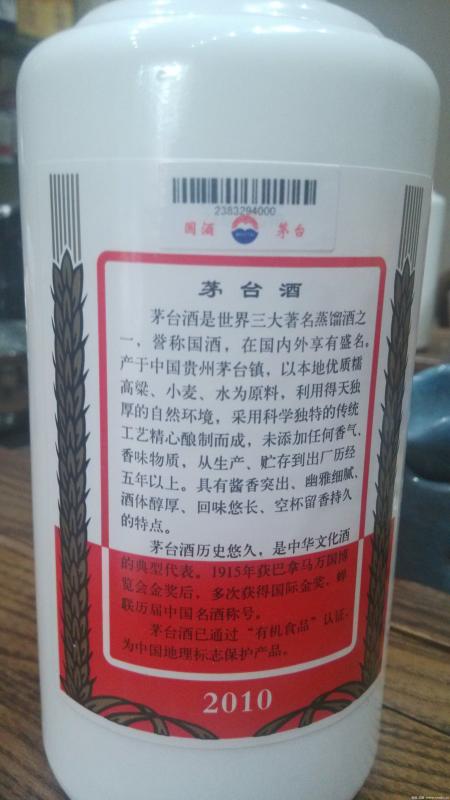 2383294000
国酒 茅台
茅台酒
茅台酒是世界三大著名蒸馏酒之
一，誉称国酒，在国内外享有盛名。
产于中国贵州茅台镇，以本地优质糯
高粱、小麦、水为原料，利用得天独
厚的自然环境，采用科学独特的传统
工艺精心酿制而成，未添加任何香气、
香味物质，从生产、贮存到出厂历经
五年以上。具有酱香突出、幽雅细腻、
酒体醇厚、回味悠长、空杯留香持久
的特点。
茅台酒历史悠久，是中华文化酒
的典型代表。1915年获巴拿马万国博
览会金奖后，多次获得国际金奖，蝉
联历届中国名酒称号。
茅台酒已通过“有机食品”认证，
为中国地理标志保护产品。
2010